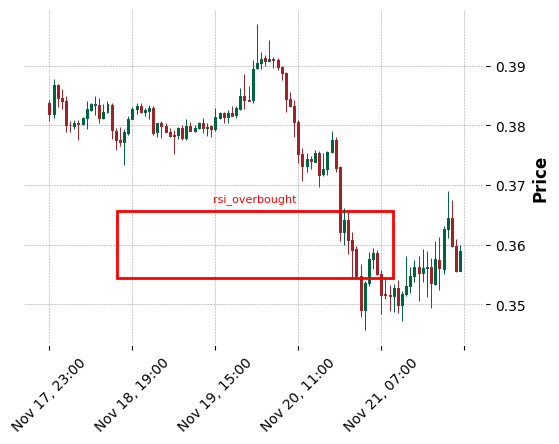 0.39
0.38
0.37
0.36
0.35
Price
rsi_overbought
Nov 17, 23:00
Nov 18, 19:00
Nov 19, 15:00
Nov 20, 11:00
Nov 21, 07:00